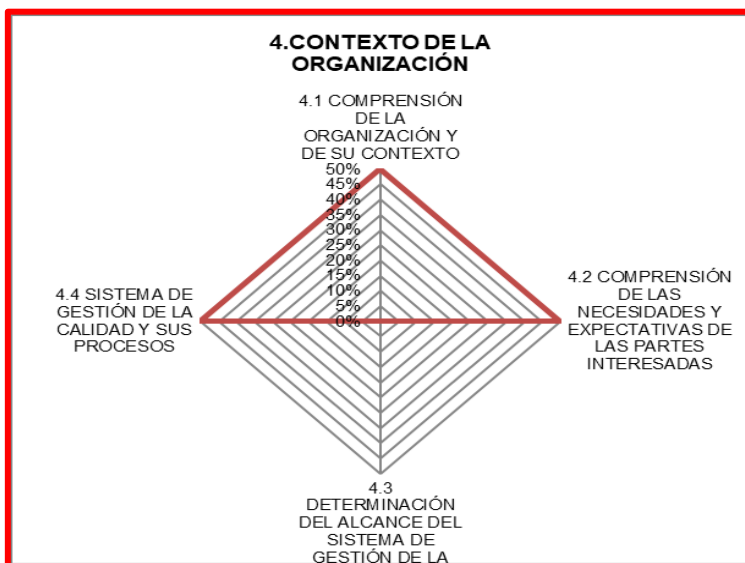 4.CONTEXTO DE LA
ORGANIZACIÓN
4.1 COMPRENSIÓN
DE LA
ORGANIZACIÓN Y
DE SU CONTEXTO
50%
45%
40%
35%
30%
25%
20%
15%
10%
5%
0%
4.4 SISTEMA DE
GESTIÓN DE LA
CALIDAD Y SUS
PROCESOS
4.2 COMPRENSIÓN
DE LAS
NECESIDADES Y
EXPECTATIVAS DE
LAS PARTES
INTERESADAS
4.3
DETERMINACIÓN
DEL ALCANCE DEL
SISTEMA DE
GESTIÓN DE LA